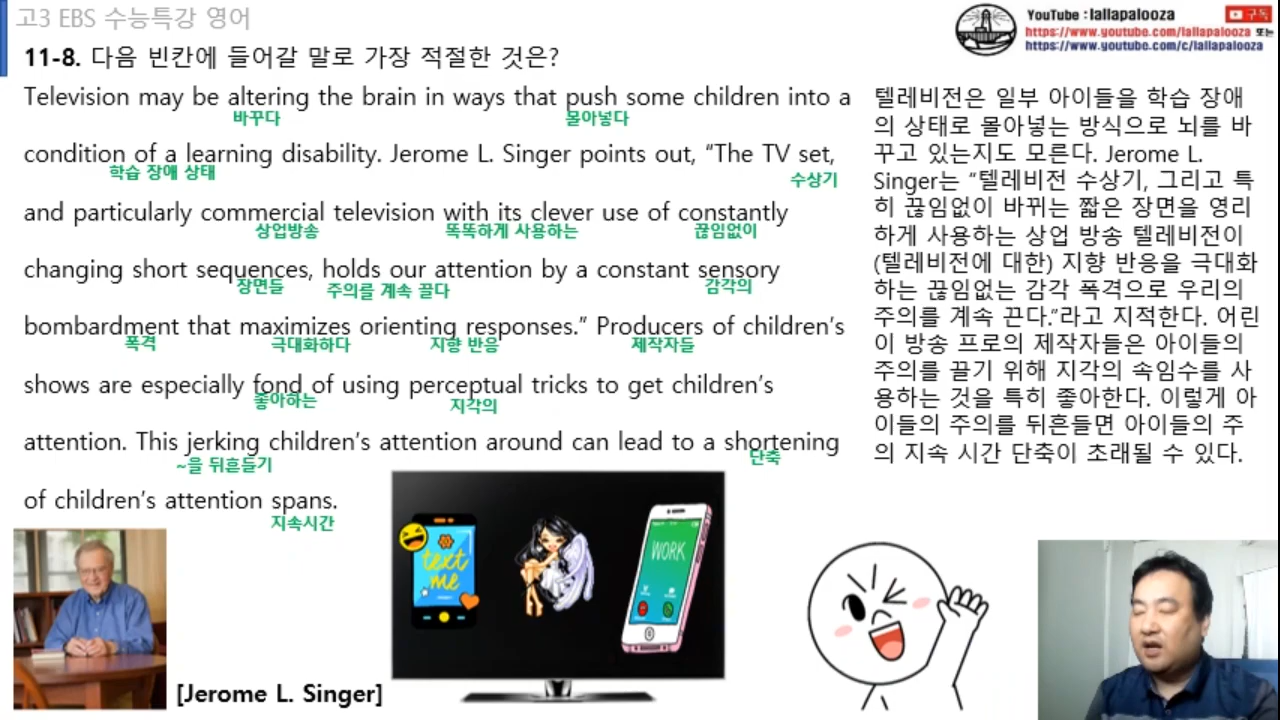 고3 EBS 수능특강 영어
YouTube : lallapalooza
구독
https://www.youtube.com/lallapalooza 또는
https://www.youtube.com/c/lallapalooza
11-8. 다음 빈칸에 들어갈 말로 가장 적절한 것은?
Television may be altering the brain in ways that push some children into a
바꾸다 몰아넣다
condition of a learning disability. Jerome L. Singer points out, “The TV set,
학습 장애 상태 수상기
and particularly commercial television with its clever use of constantly
상업방송 똑똑하게 사용하는 끊임없이
changing short sequences, holds our attention by a constant sensory
장면들 주의를 계속 끌다 감각의
bombardment that maximizes orienting responses.” Producers of children’s
폭격 극대화하다 지향 반응 제작자들
shows are especially fond of using perceptual tricks to get children’s
좋아하는 지각의
attention. This jerking children’s attention around can lead to a shortening
~을 뒤흔들기 단축
of children’s attention spans.
지속시간
텔레비전은 일부 아이들을 학습 장애
의 상태로 몰아넣는 방식으로 뇌를 바
꾸고 있는지도 모른다. Jerome L.
Singer는 “텔레비전 수상기, 그리고 특
히 끊임없이 바뀌는 짧은 장면을 영리
하게 사용하는 상업 방송 텔레비전이
(텔레비전에 대한) 지향 반응을 극대화
하는 끊임없는 감각 폭격으로 우리의
주의를 계속 끈다.”라고 지적한다. 어린
이 방송 프로의 제작자들은 아이들의
주의를 끌기 위해 지각의 속임수를 사
용하는 것을 특히 좋아한다. 이렇게 아
이들의 주의를 뒤흔들면 아이들의 주
의 지속 시간 단축이 초래될 수 있다.
text
me
WORK
[Jerome L. Singer]